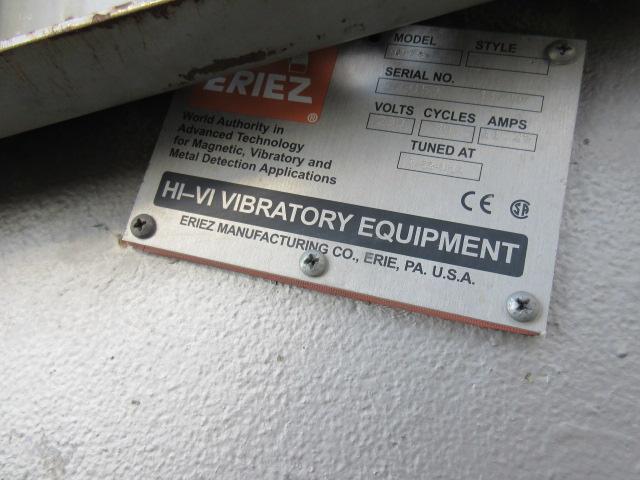 ERIEZ
®
World Authority in
Advanced Technology
for Magnetic, Vibratory and
Metal Detection Applications
MODEL STYLE
SERIAL NO.
VOLTS CYCLES AMPS
TUNED AT
CE SA
HI–VI VIBRATORY EQUIPMENT
ERIEZ MANUFACTURING CO., ERIE, PA. U.S.A.